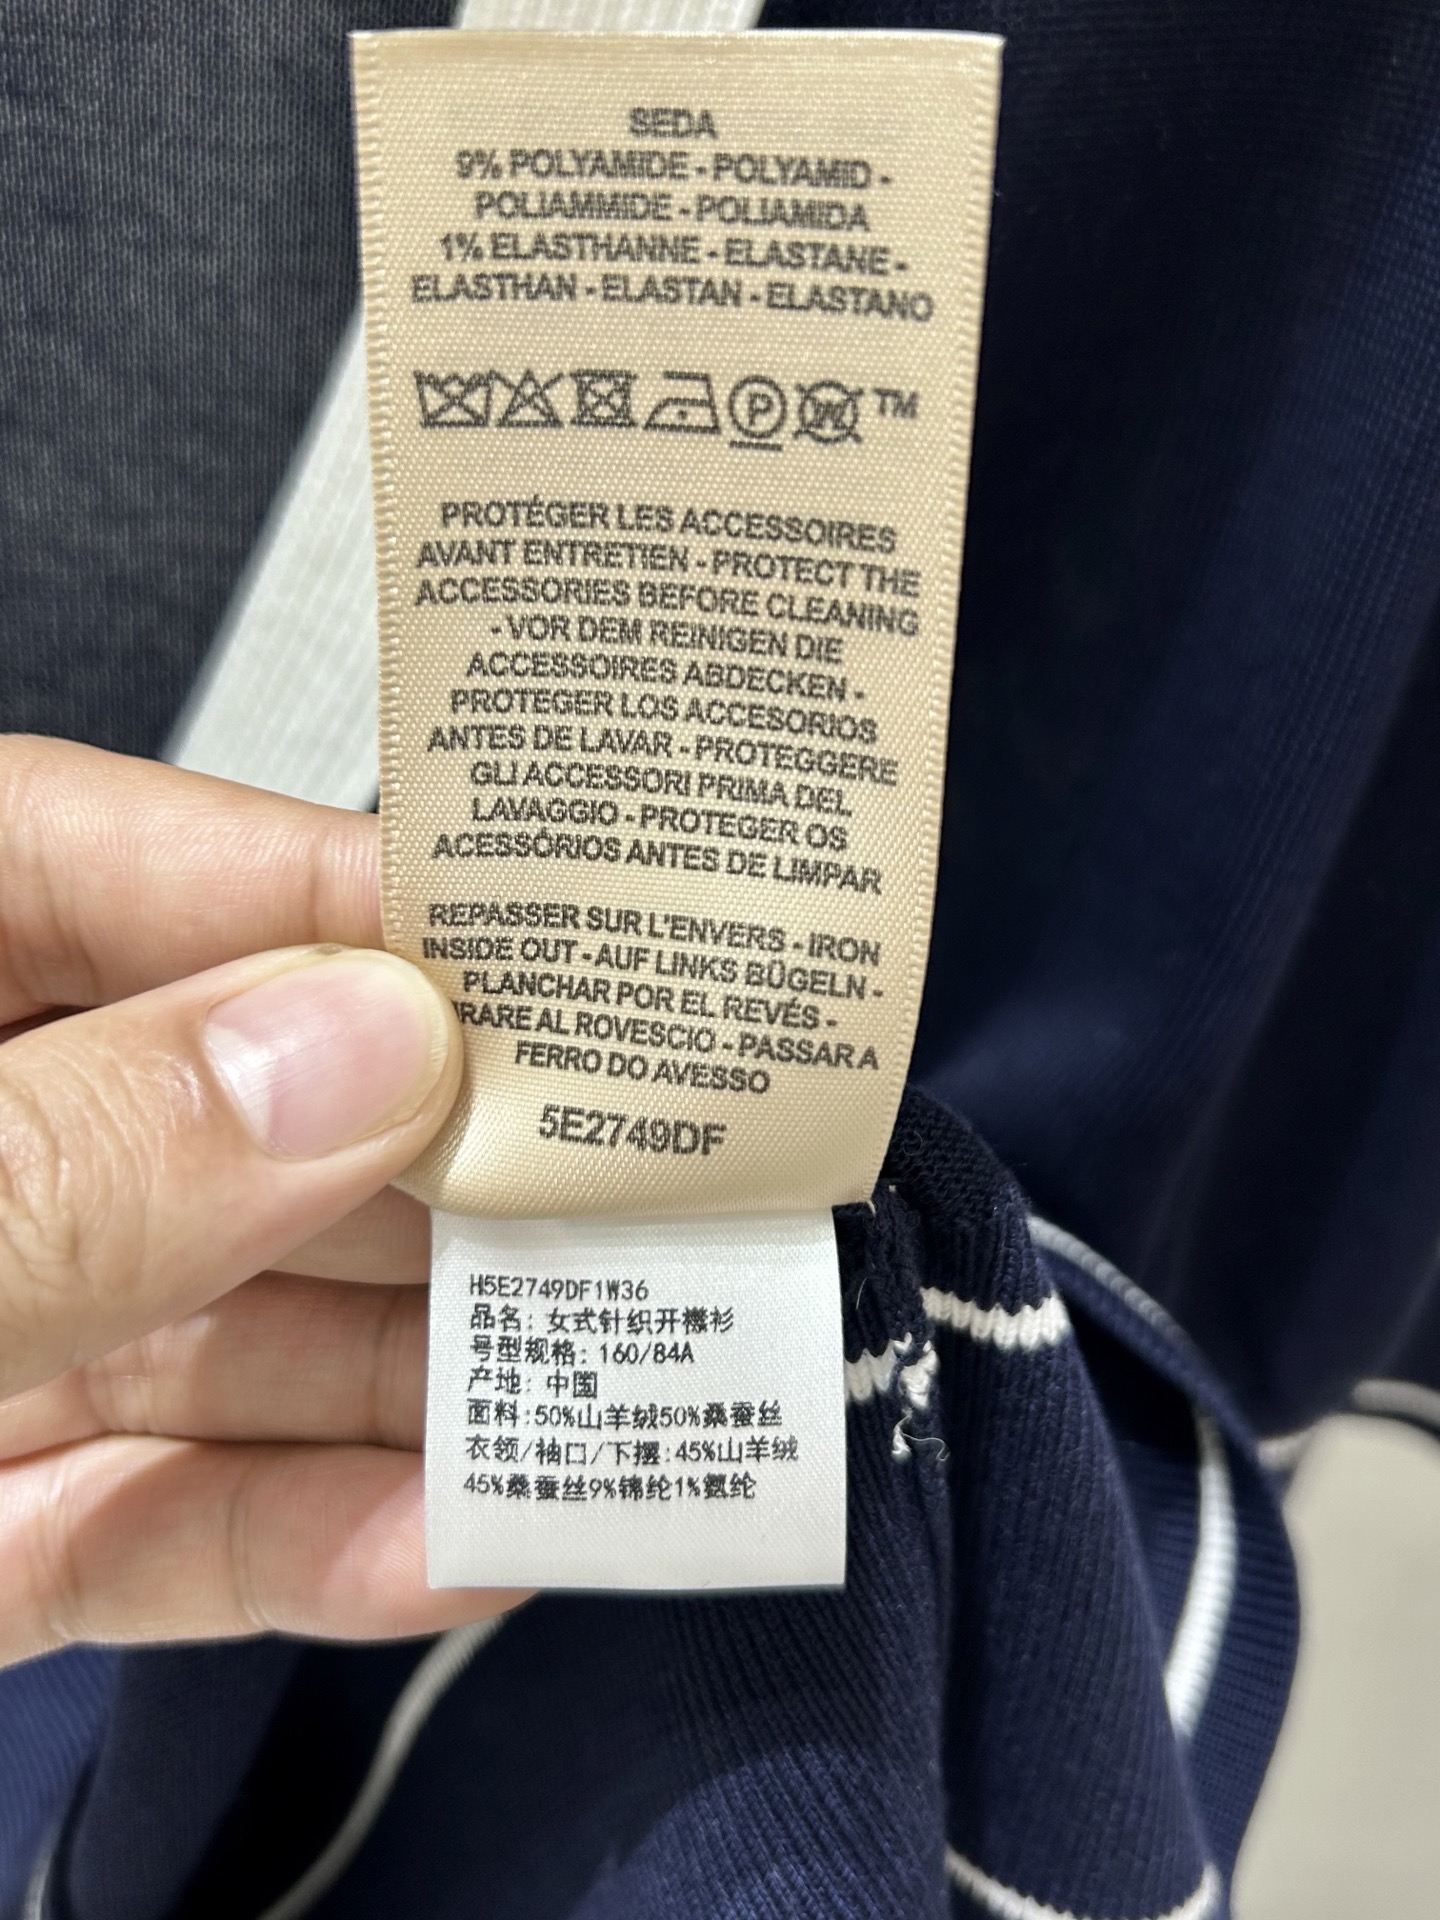 SEDA
9% POLYAMIDE - POLYAMID -
POLIAMMIDE - POLIAMIDA
1% ELASTHANNE - ELASTANE -
ELASTHAN - ELASTAN - ELASTANO
P W TM
PROTÉGER LES ACCESSOIRES
AVANT ENTRETIEN - PROTECT THE
ACCESSORIES BEFORE CLEANING
- VOR DEM REINIGEN DIE
ACCESSOIRES ABDECKEN -
PROTEGER LOS ACCESORIOS
ANTES DE LAVAR - PROTEGGERE
GLI ACCESSORI PRIMA DEL
LAVAGGIO - PROTEGER OS
ACESSÓRIOS ANTES DE LIMPAR
REPASSER SUR L'ENVERS - IRON
INSIDE OUT - AUF LINKS BÜGELN -
PLANCHAR POR EL REVÉS -
RARE AL ROVESCIO - PASSAR A
FERRO DO AVESSO
5E2749DF
H5E2749DF1W36
品名: 女式针织开襟衫
号型规格: 160/84A
产地: 中国
面料:50%山羊绒50%桑蚕丝
衣领/袖口/下摆:45%山羊绒
45%桑蚕丝9%锦纶1%氨纶